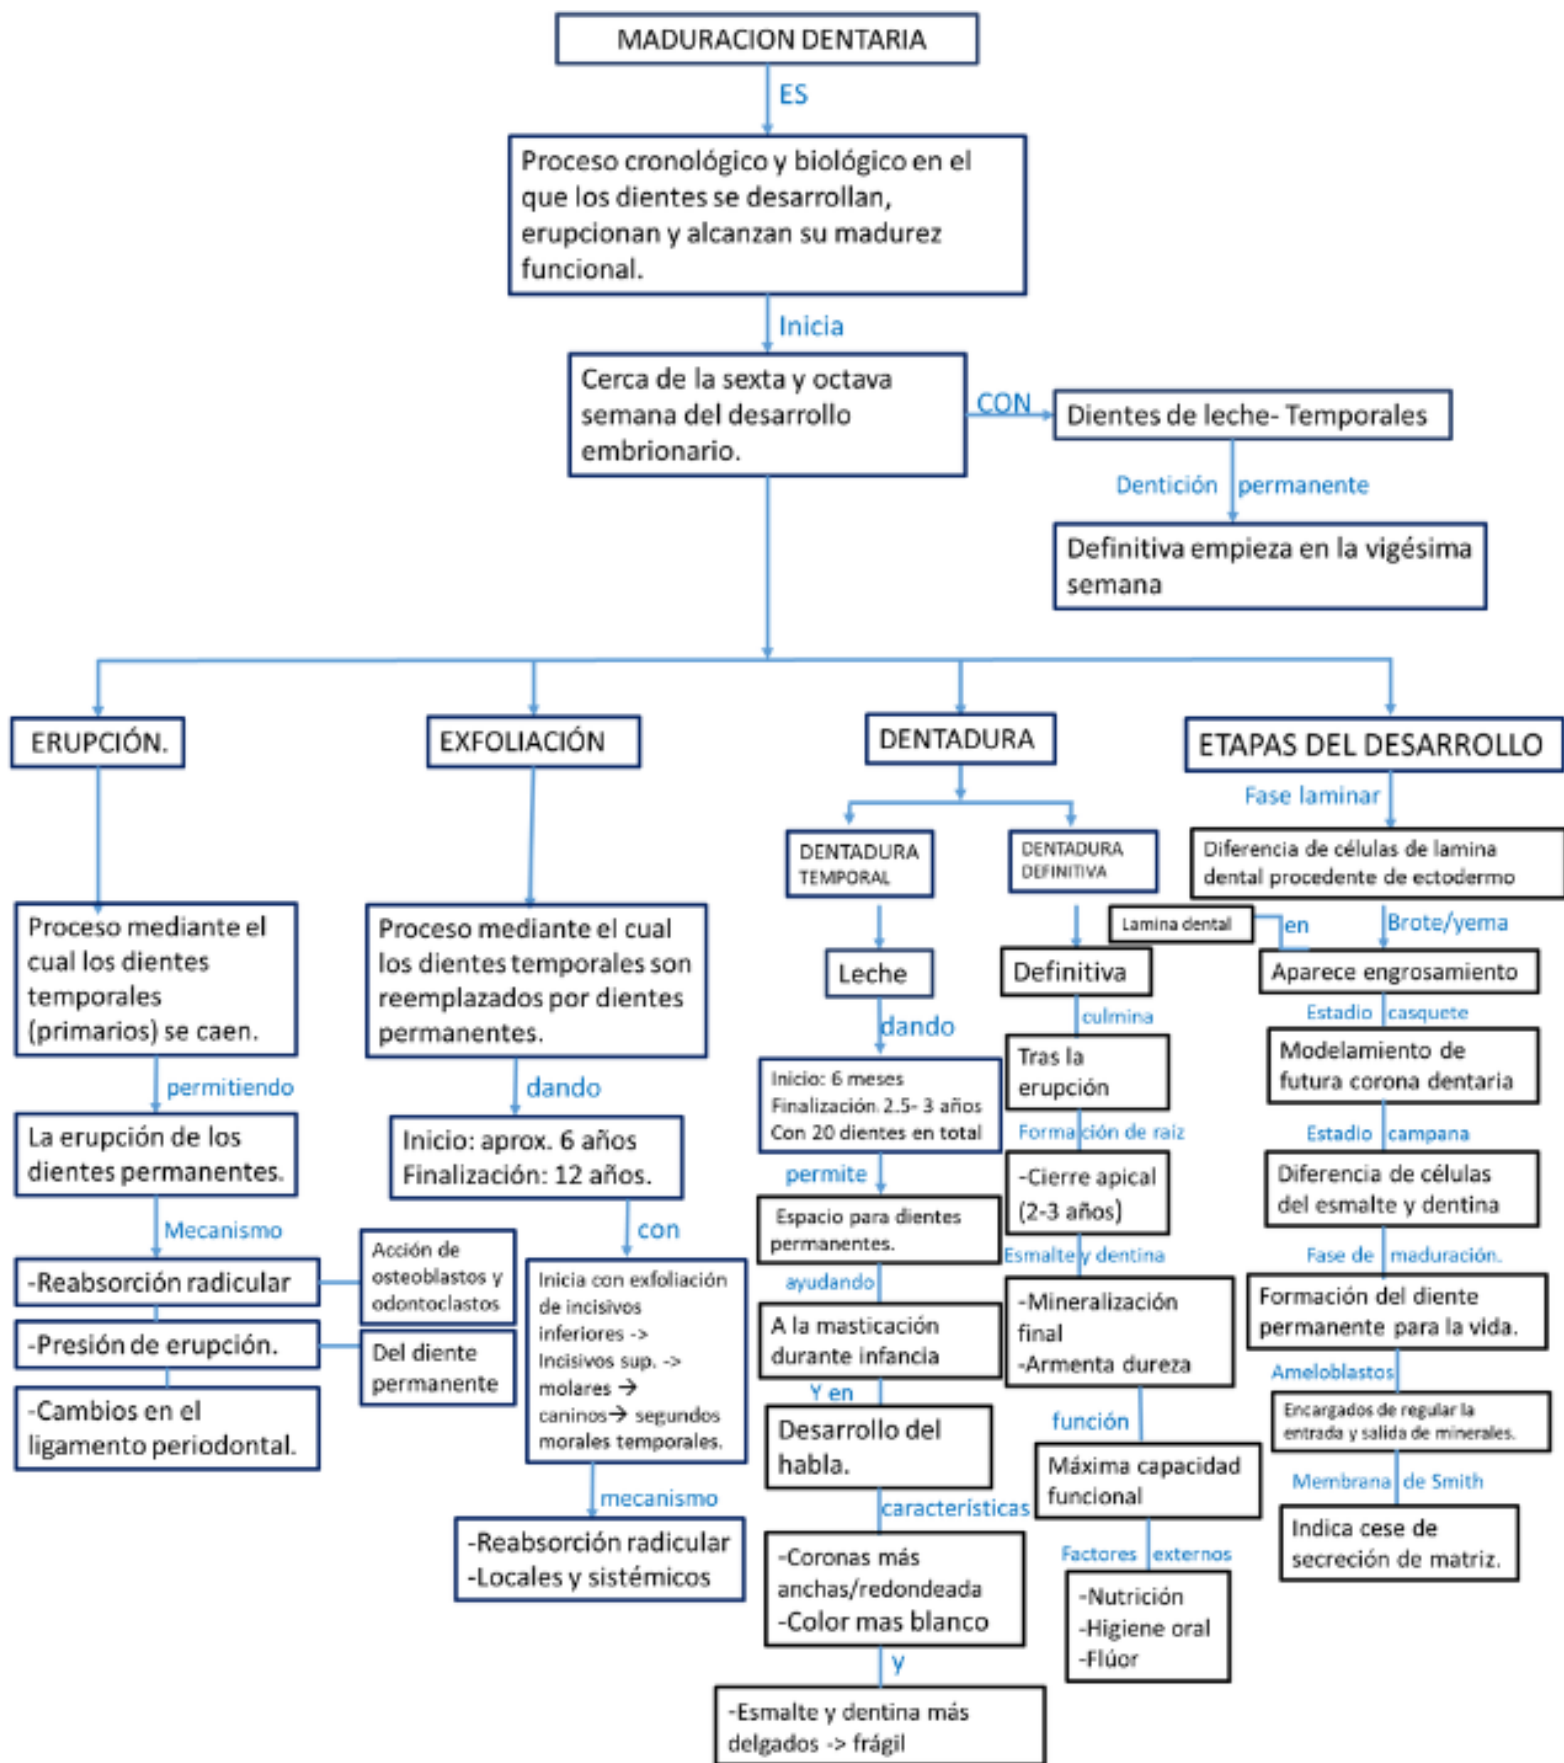 MADURACION DENTARIA
ES
Proceso cronológico y biológico en el
que los dientes se desarrollan,
erupcionan y alcanzan su madurez
funcional.
Inicia
Cerca de la sexta y octava
semana del desarrollo
embrionario.
CON
Dientes de leche- Temporales
Dentición permanente
Definitiva empieza en la vigésima
semana
ERUPCIÓN.
Proceso mediante el
cual los dientes
temporales
(primarios) se caen.
permitiendo
La erupción de los
dientes permanentes.
Mecanismo
-Reabsorción radicular
Acción de
osteoblastos y
odontoclastos
-Presión de erupción.
Del diente
permanente
-Cambios en el
ligamento periodontal.
EXFOLIACIÓN
Proceso mediante el cual
los dientes temporales son
reemplazados por dientes
permanentes.
dando
Inicio: aprox. 6 años
Finalización: 12 años.
con
Inicia con exfoliación
de incisivos
inferiores ->
Incisivos sup. ->
molares →
caninos→ segundos
morales temporales.
mecanismo
-Reabsorción radicular
-Locales y sistémicos
DENTADURA
DENTADURA
TEMPORAL
Leche
dando
Inicio: 6 meses
Finalización. 2.5- 3 años
Con 20 dientes en total
permite
Espacio para dientes
permanentes.
ayudando
A la masticación
durante infancia
Y en
Desarrollo del
habla.
características
-Coronas más
anchas/redondeada
-Color mas blanco
y
-Esmalte y dentina más
delgados -> frágil
DENTADURA
DEFINITIVA
Definitiva
culmina
Tras la
erupción
Formación de raiz
-Cierre apical
(2-3 años)
Esmalte y dentina
-Mineralización
final
-Armenta dureza
función
Máxima capacidad
funcional
Factores externos
-Nutrición
-Higiene oral
-Flúor
ETAPAS DEL DESARROLLO
Fase laminar
Diferencia de células de lamina
dental procedente de ectodermo
Brote/yema
Lamina dental
en
Aparece engrosamiento
Estadio casquete
Modelamiento de
futura corona dentaria
Estadio campana
Diferencia de células
del esmalte y dentina
Fase de maduración.
Formación del diente
permanente para la vida.
Ameloblastos
Encargados de regular la
entrada y salida de minerales.
Membrana de Smith
Indica cese de
secreción de matriz.